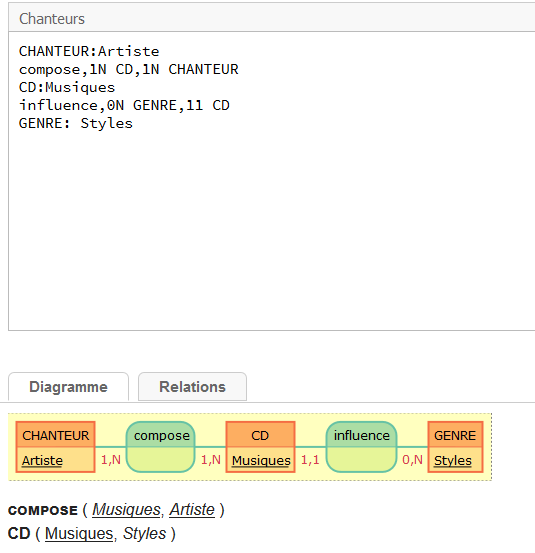 Chanteurs
CHANTEUR:Artiste
compose,1N CD,1N CHANTEUR
CD:Musiques
influence,0N GENRE,11 CD
GENRE: Styles
Diagramme Relations
CHANTEUR compose CD influence GENRE
Artiste 1,N 1,N Musiques 1,1 0,N Styles
COMPOSE ( Musiques, Artiste )
CD ( Musiques, Styles )